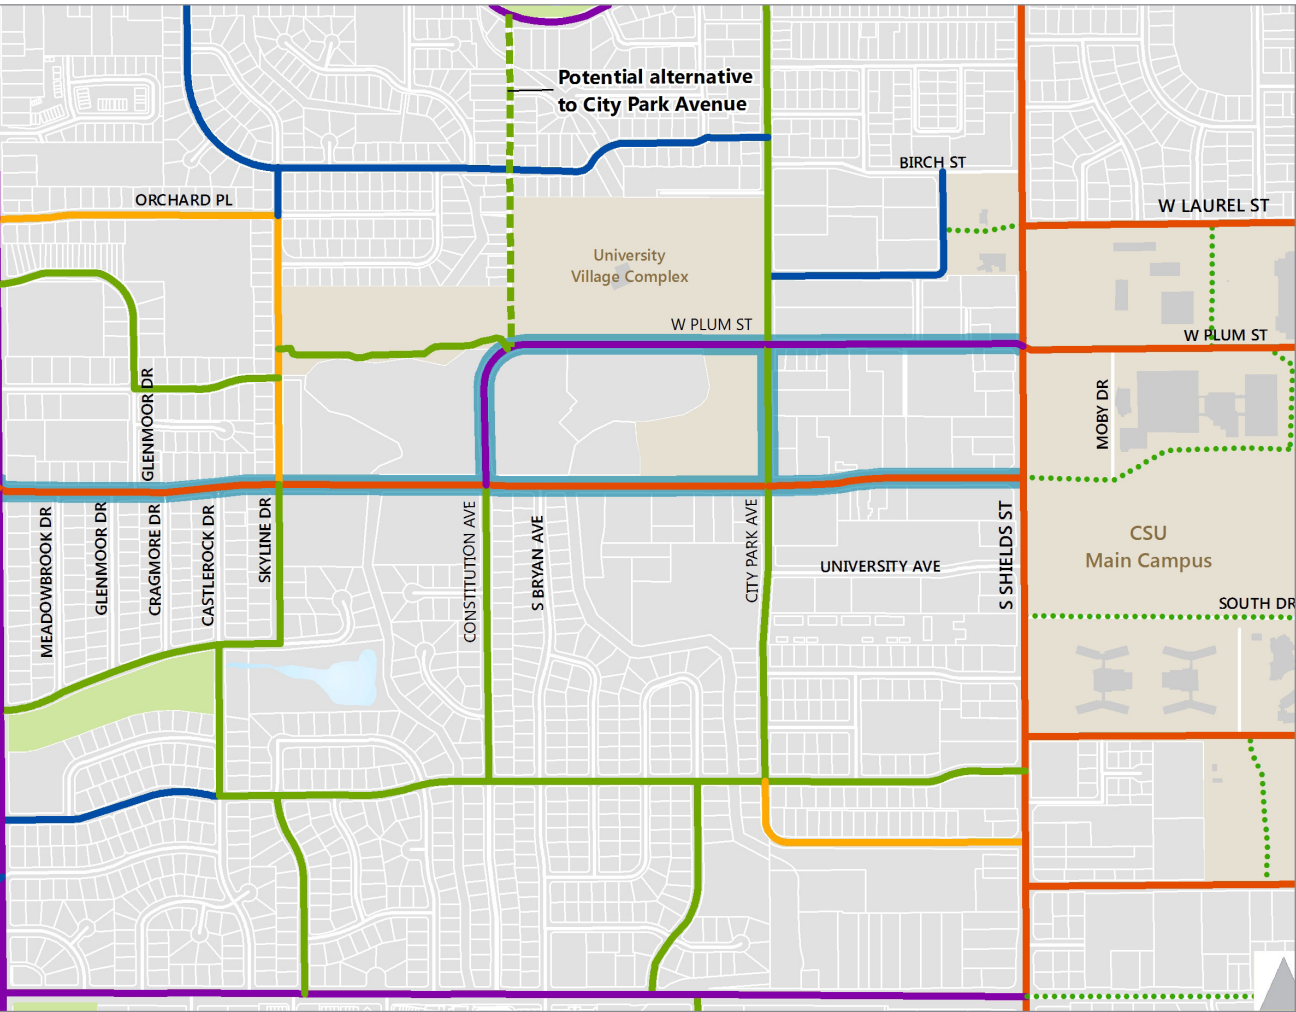 Potential alternative
to City Park Avenue
BIRCH ST
ORCHARD PL
W LAUREL ST
University
Village Complex
W PLUM ST
W PLUM ST
GLENMOOR DR
MOBY DR
MEADOWBROOK DR
GLENMOOR DR
CRAGMORE DR
CASTLEROCK DR
SKYLINE DR
CONSTITUTION AVE
S BRYAN AVE
CITY PARK AVE
UNIVERSITY AVE
S SHIELDS ST
CSU
Main Campus
SOUTH DR